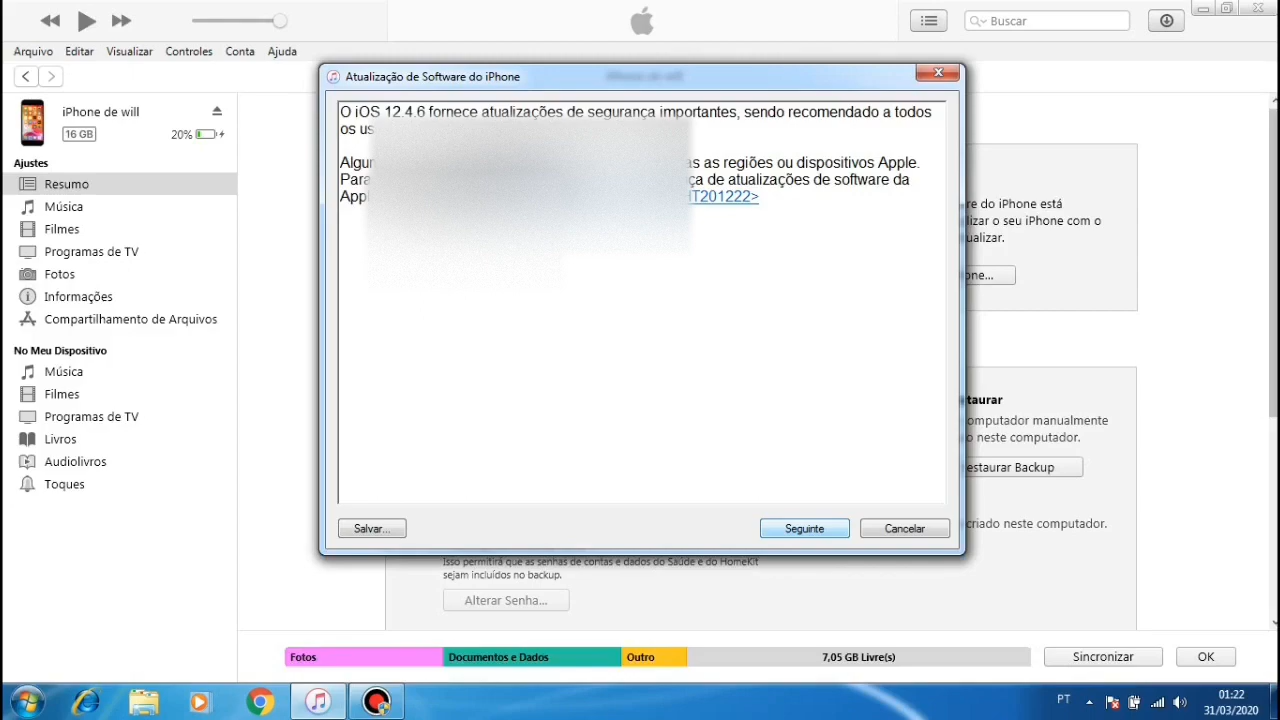 Buscar
Arquivo Editar Visualizar Controles Conta Ajuda
iPhone de will
16 GB
20%
Ajustes
Resumo
Música
Filmes
Programas de TV
Fotos
Informações
Compartilhamento de Arquivos
No Meu Dispositivo
Música
Filmes
Programas de TV
Livros
Audiolivros
Toques
Atualização de Software do iPhone
O iOS 12.4.6 fornece atualizações de segurança importantes, sendo recomendado a todos
os us
Algun
as regiões ou dispositivos Apple.
Para
ça de atualizações de software da
Appl
HT201222>
Salvar...
Seguinte
Cancelar
re do iPhone está
lizar o seu iPhone com o
ualizar.
one...
taurar
omputador manualmente
o neste computador.
estaurar Backup
criado neste computador.
Isso permitirá que as senhas de contas e dados do Saúde e do HomeKit
sejam incluídos no backup.
Alterar Senha...
Fotos
Documentos e Dados
Outro
7,05 GB Livre(s)
Sincronizar
OK
PT
01:22
31/03/2020